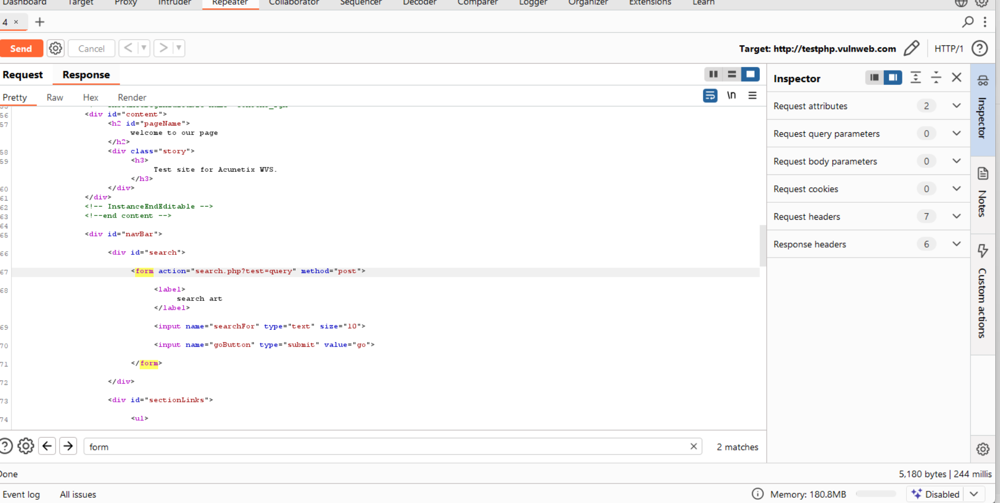 Dashboard Target Proxy Intruder Repeater Collaborator Sequencer Decoder Comparer Logger Organizer Extensions Learn
4 × +
Send Cancel < > Target: http://testphp.vulnweb.com HTTP/1
Request Response
Pretty Raw Hex Render \n
56 <div id="content">
57 <h2 id="pageName">
welcome to our page
</h2>
58 <div class="story">
59 <h3>
Test site for Acunetix WVS.
</h3>
60 </div>
61 </div>
62 <!-- InstanceEndEditable -->
63 <!--end content -->
64
65 <div id="navBar">
66 <div id="search">
67 <form action="search.php?test=query" method="post">
68 <label>
search art
</label>
69 <input name="searchFor" type="text" size="10">
70 <input name="goButton" type="submit" value="go">
71 </form>
72 </div>
73 <div id="sectionLinks">
74 <ul>
form 2 matches
Done 5,180 bytes | 244 millis
Event log All issues Memory: 180.8MB Disabled
Inspector
Request attributes 2
Request query parameters 0
Request body parameters 0
Request cookies 0
Request headers 7
Response headers 6
Inspector
Notes
Custom actions